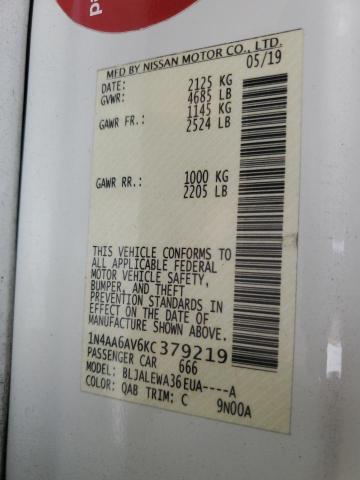 pa
MFD BY NISSAN MOTOR CO., LTD.
DATE: 05/19
GVWR: 2125 KG
4685 LB
GAWR FR.: 1145 KG
2524 LB
GAWR RR.: 1000 KG
2205 LB
THIS VEHICLE CONFORMS TO
ALL APPLICABLE FEDERAL
MOTOR VEHICLE SAFETY,
BUMPER, AND THEFT
PREVENTION STANDARDS IN
EFFECT ON THE DATE OF
MANUFACTURE SHOWN ABOVE.
1N4AA6AV6KC379219
PASSENGER CAR 666
MODEL: BLJALEWA36EUA----A
COLOR: QAB TRIM: C 9N00A